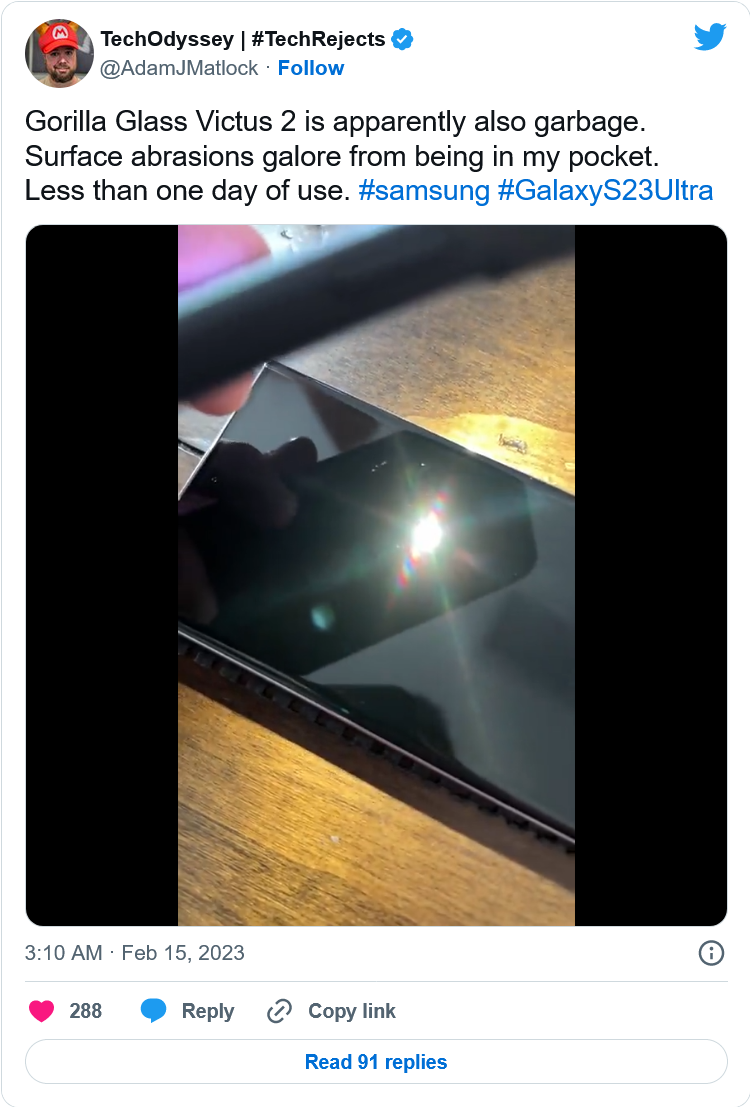 TechOdyssey | #TechRejects
@AdamJMatlock · Follow
Gorilla Glass Victus 2 is apparently also garbage.
Surface abrasions galore from being in my pocket.
Less than one day of use. #samsung #GalaxyS23Ultra
3:10 AM · Feb 15, 2023
288 Reply Copy link
Read 91 replies